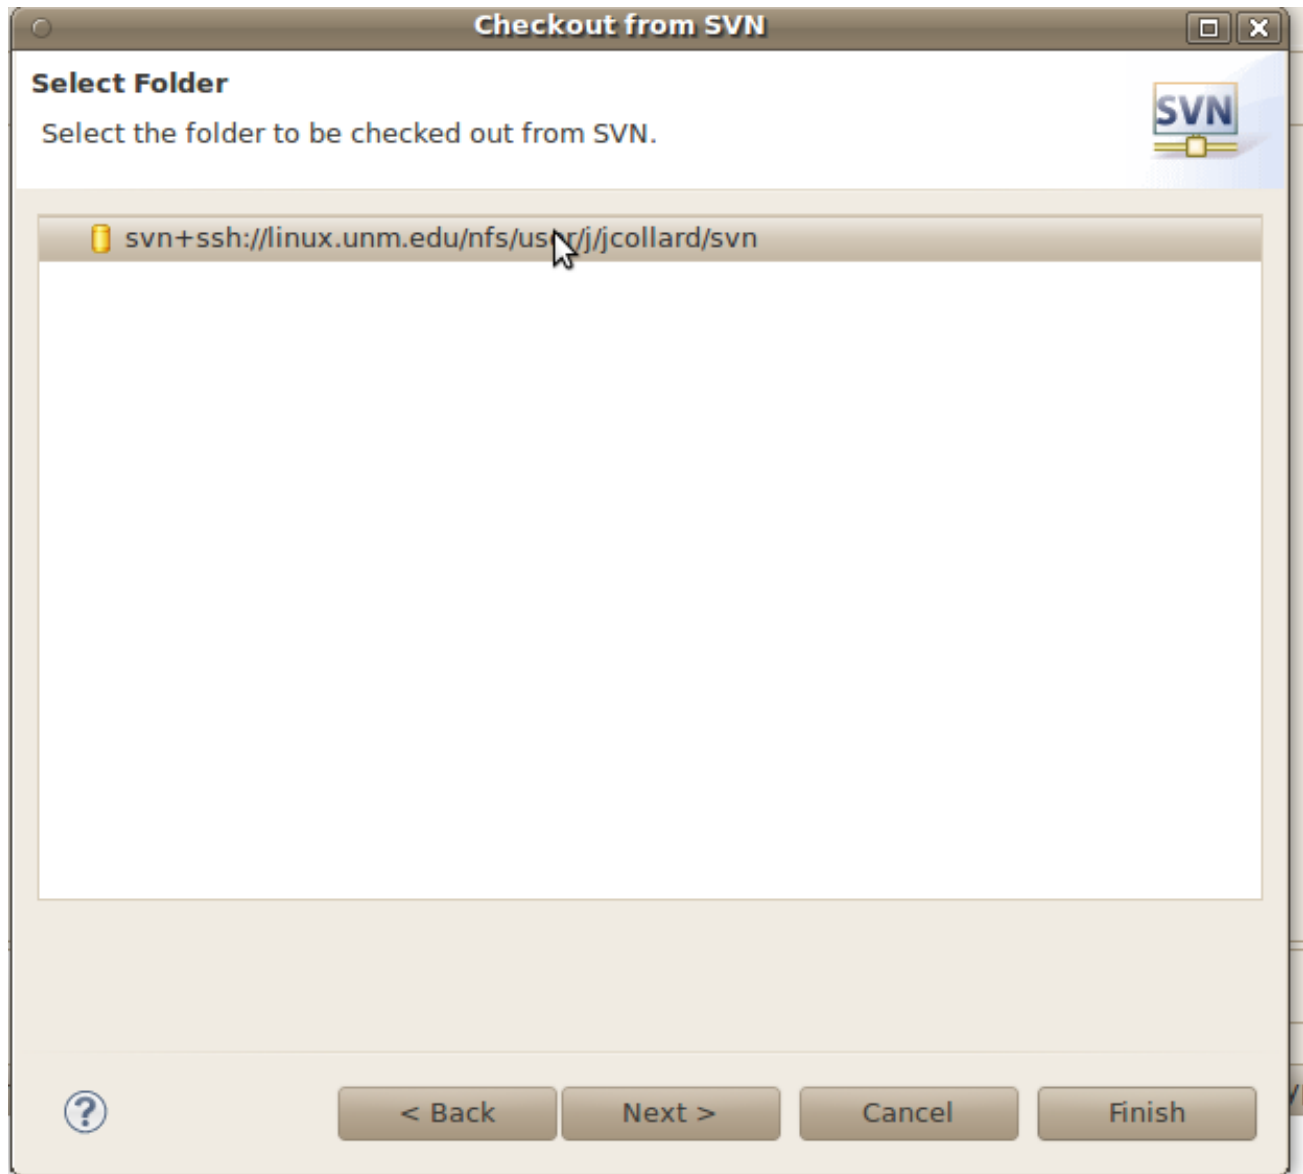 Checkout from SVN
Select Folder
Select the folder to be checked out from SVN.
SVN
svn+ssh://linux.unm.edu/nfs/user/j/jcollard/svn
?
< Back
Next >
Cancel
Finish